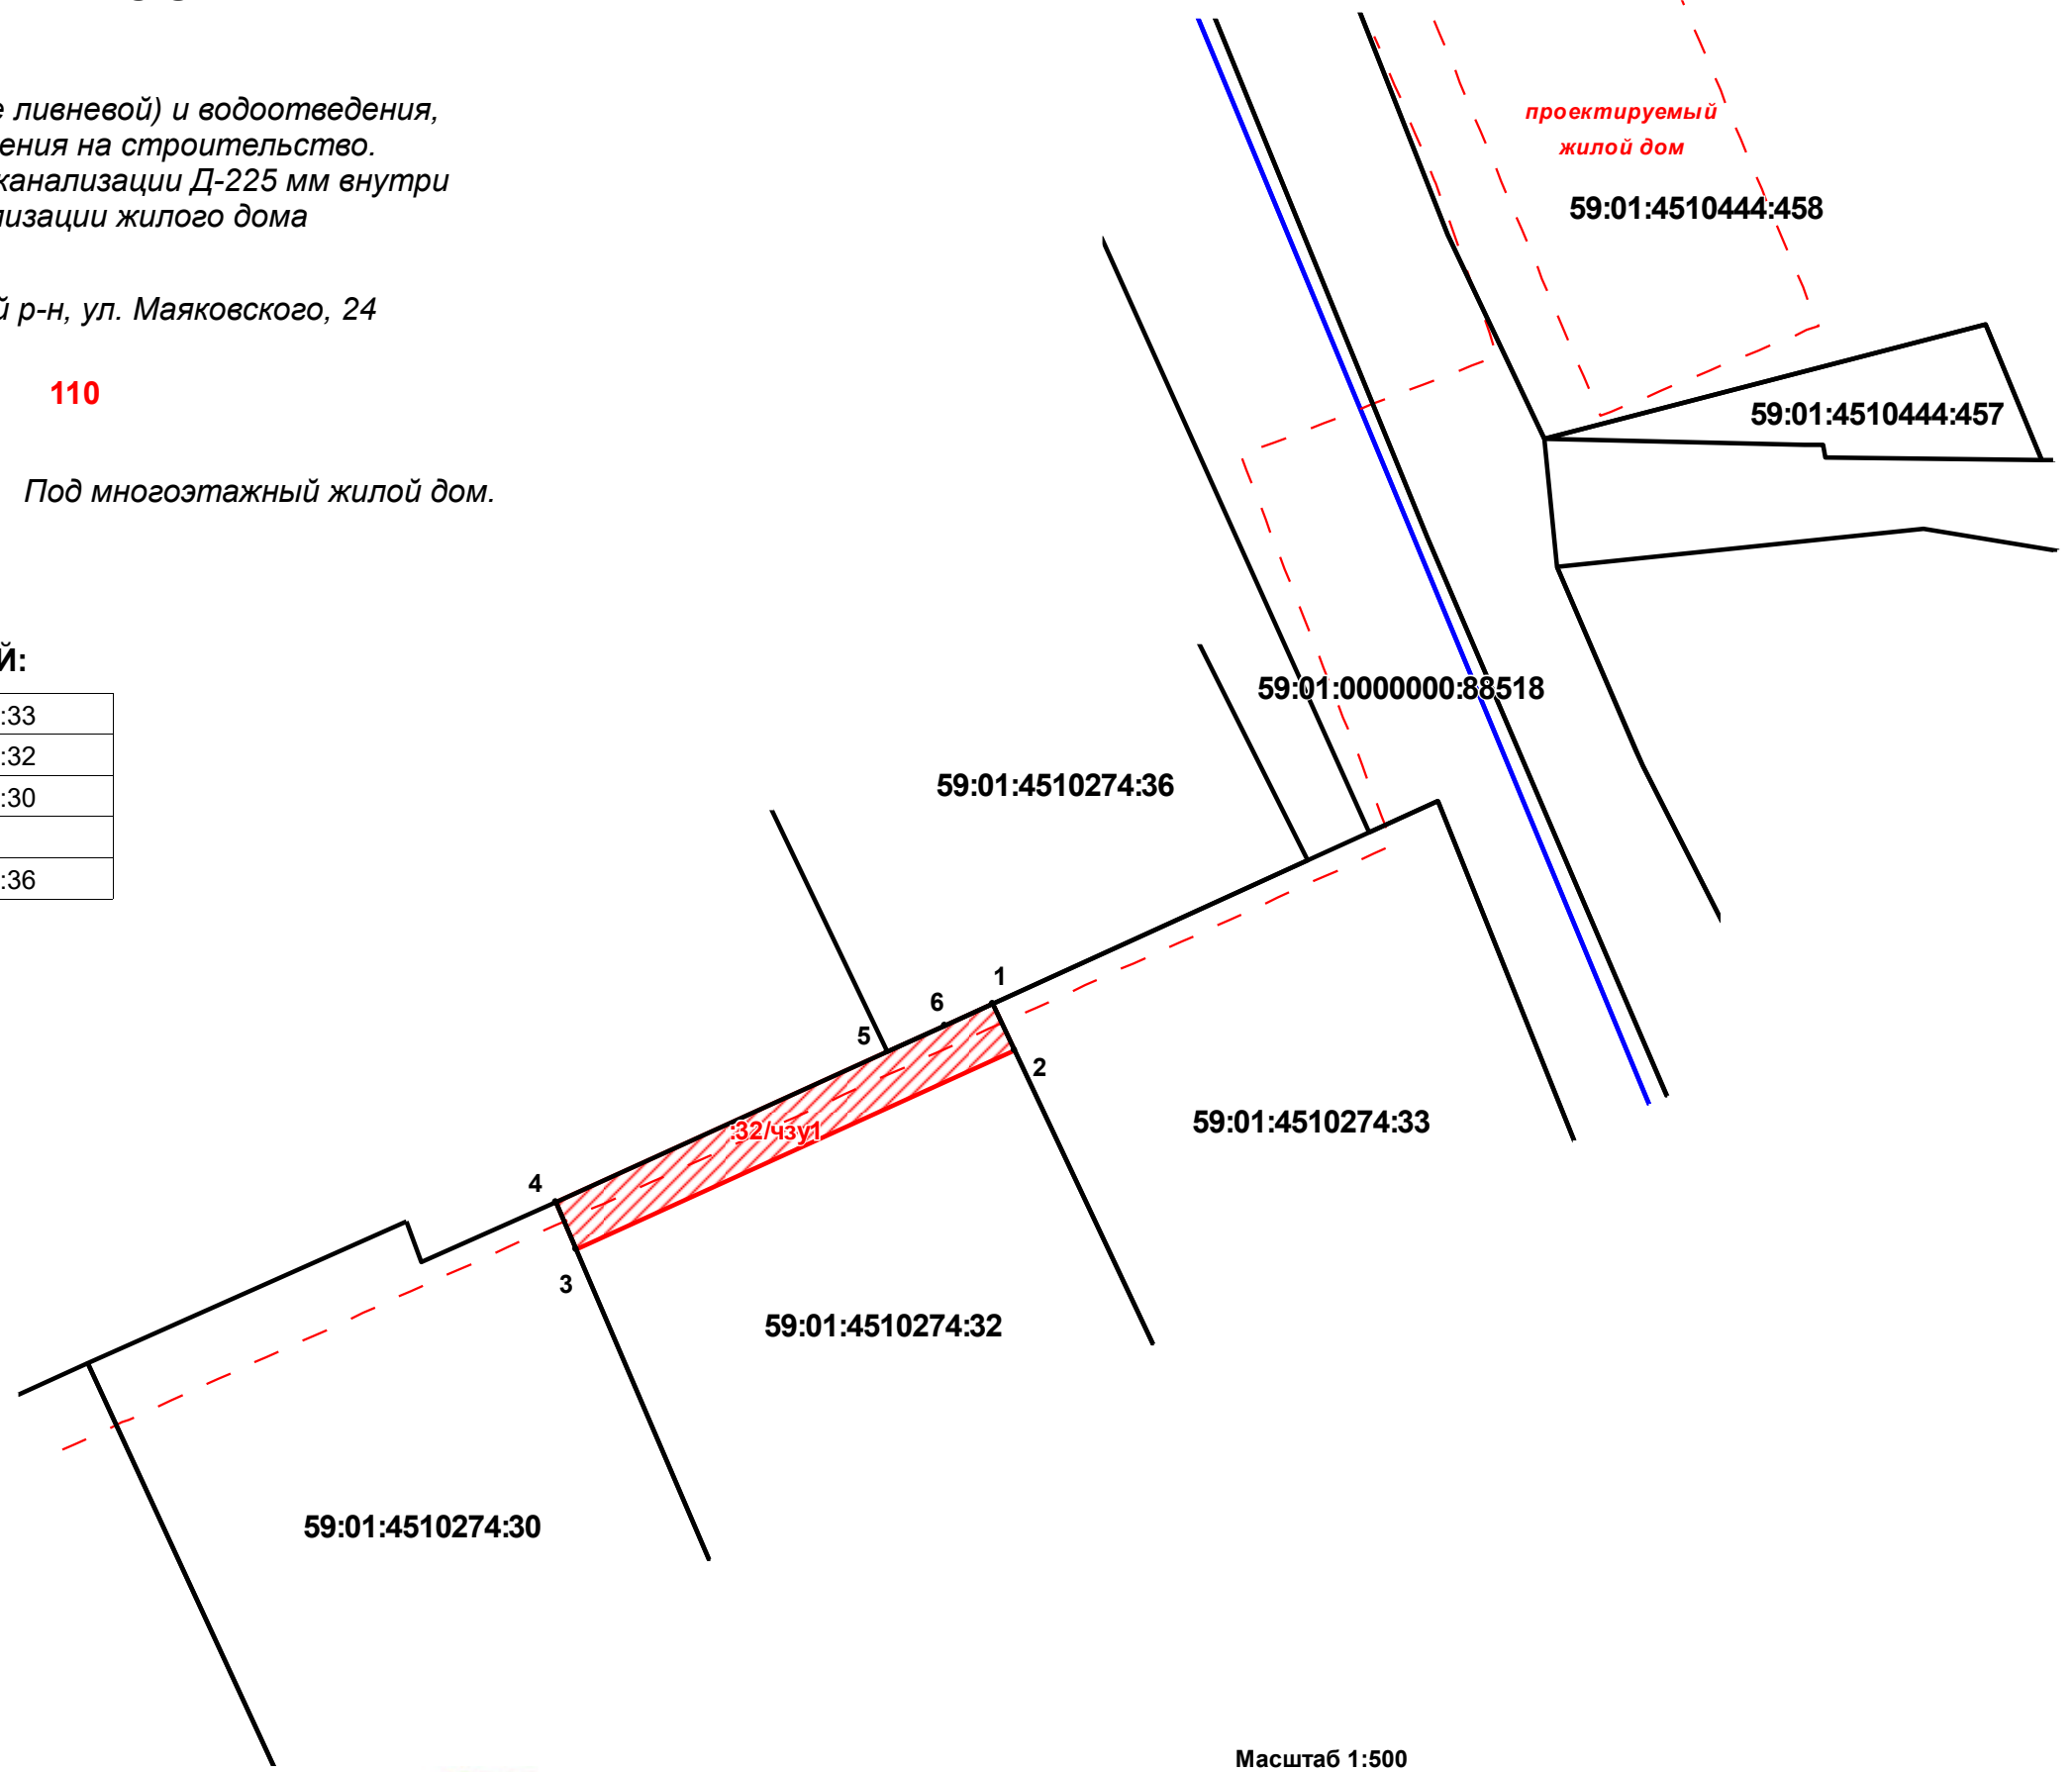 е ливневой) и водоотведения,
ения на строительство.
канализации Д-225 мм внутри
лизации жилого дома
й р-н, ул. Маяковского, 24
110
Под многоэтажный жилой дом.
Й:
:33
:32
:30
:36
проектируемый
жилой дом
59:01:4510444:458
59:01:4510444:457
59:01:0000000:88518
59:01:4510274:36
1
6
5
2
59:01:4510274:33
:32/чзу1
4
3
59:01:4510274:32
59:01:4510274:30
Масштаб 1:500